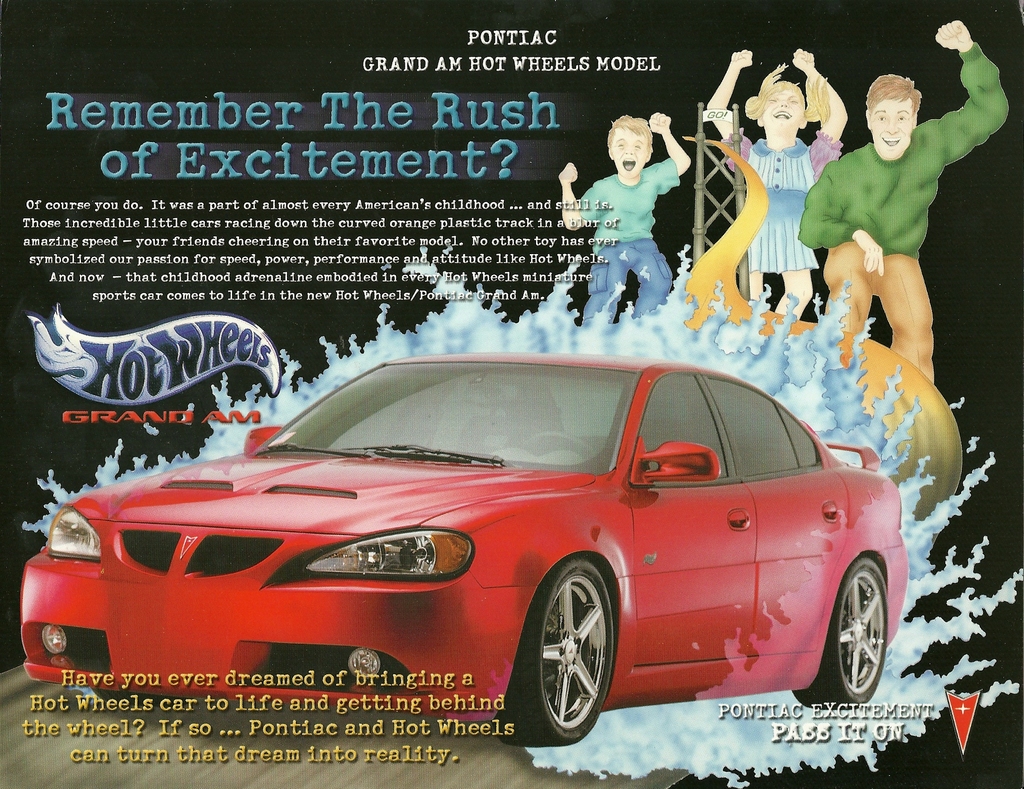 PONTIAC
GRAND AM HOT WHEELS MODEL
Remember The Rush
of Excitement?
GO!
Of course you do. It was a part of almost every American's childhood ... and still is.
Those incredible little cars racing down the curved orange plastic track in a blur of
amazing speed — your friends cheering on their favorite model. No other toy has ever
symbolized our passion for speed, power, performance and attitude like Hot Wheels.
And now — that childhood adrenaline embodied in every Hot Wheels miniature
sports car comes to life in the new Hot Wheels/Pontiac Grand Am.
HOT WHEELS
GRAND AM
Have you ever dreamed of bringing a
Hot Wheels car to life and getting behind
the wheel? If so ... Pontiac and Hot Wheels
can turn that dream into reality.
PONTIAC EXCITEMENT
PASS IT ON